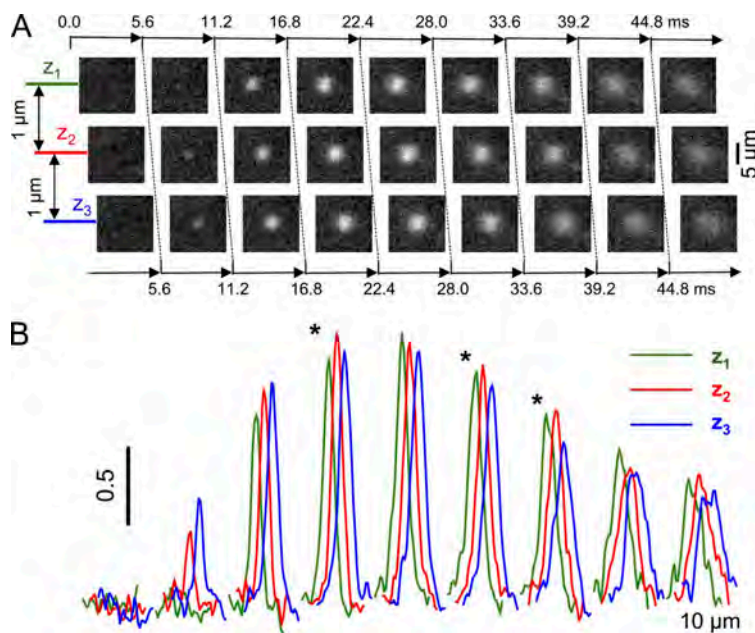 A
0.0 5.6 11.2 16.8 22.4 28.0 33.6 39.2 44.8 ms
z1
1 µm
z2
5 µm
1 µm
z3
5.6 11.2 16.8 22.4 28.0 33.6 39.2 44.8 ms
B
* * *
z1
z2
z3
0.5
10 µm